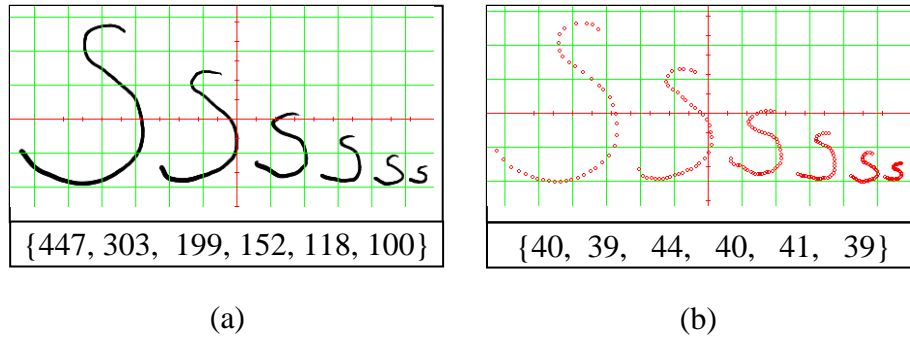 S S S S S s
{447, 303, 199, 152, 118, 100}
(a)
S S S S S s
{40, 39, 44, 40, 41, 39}
(b)